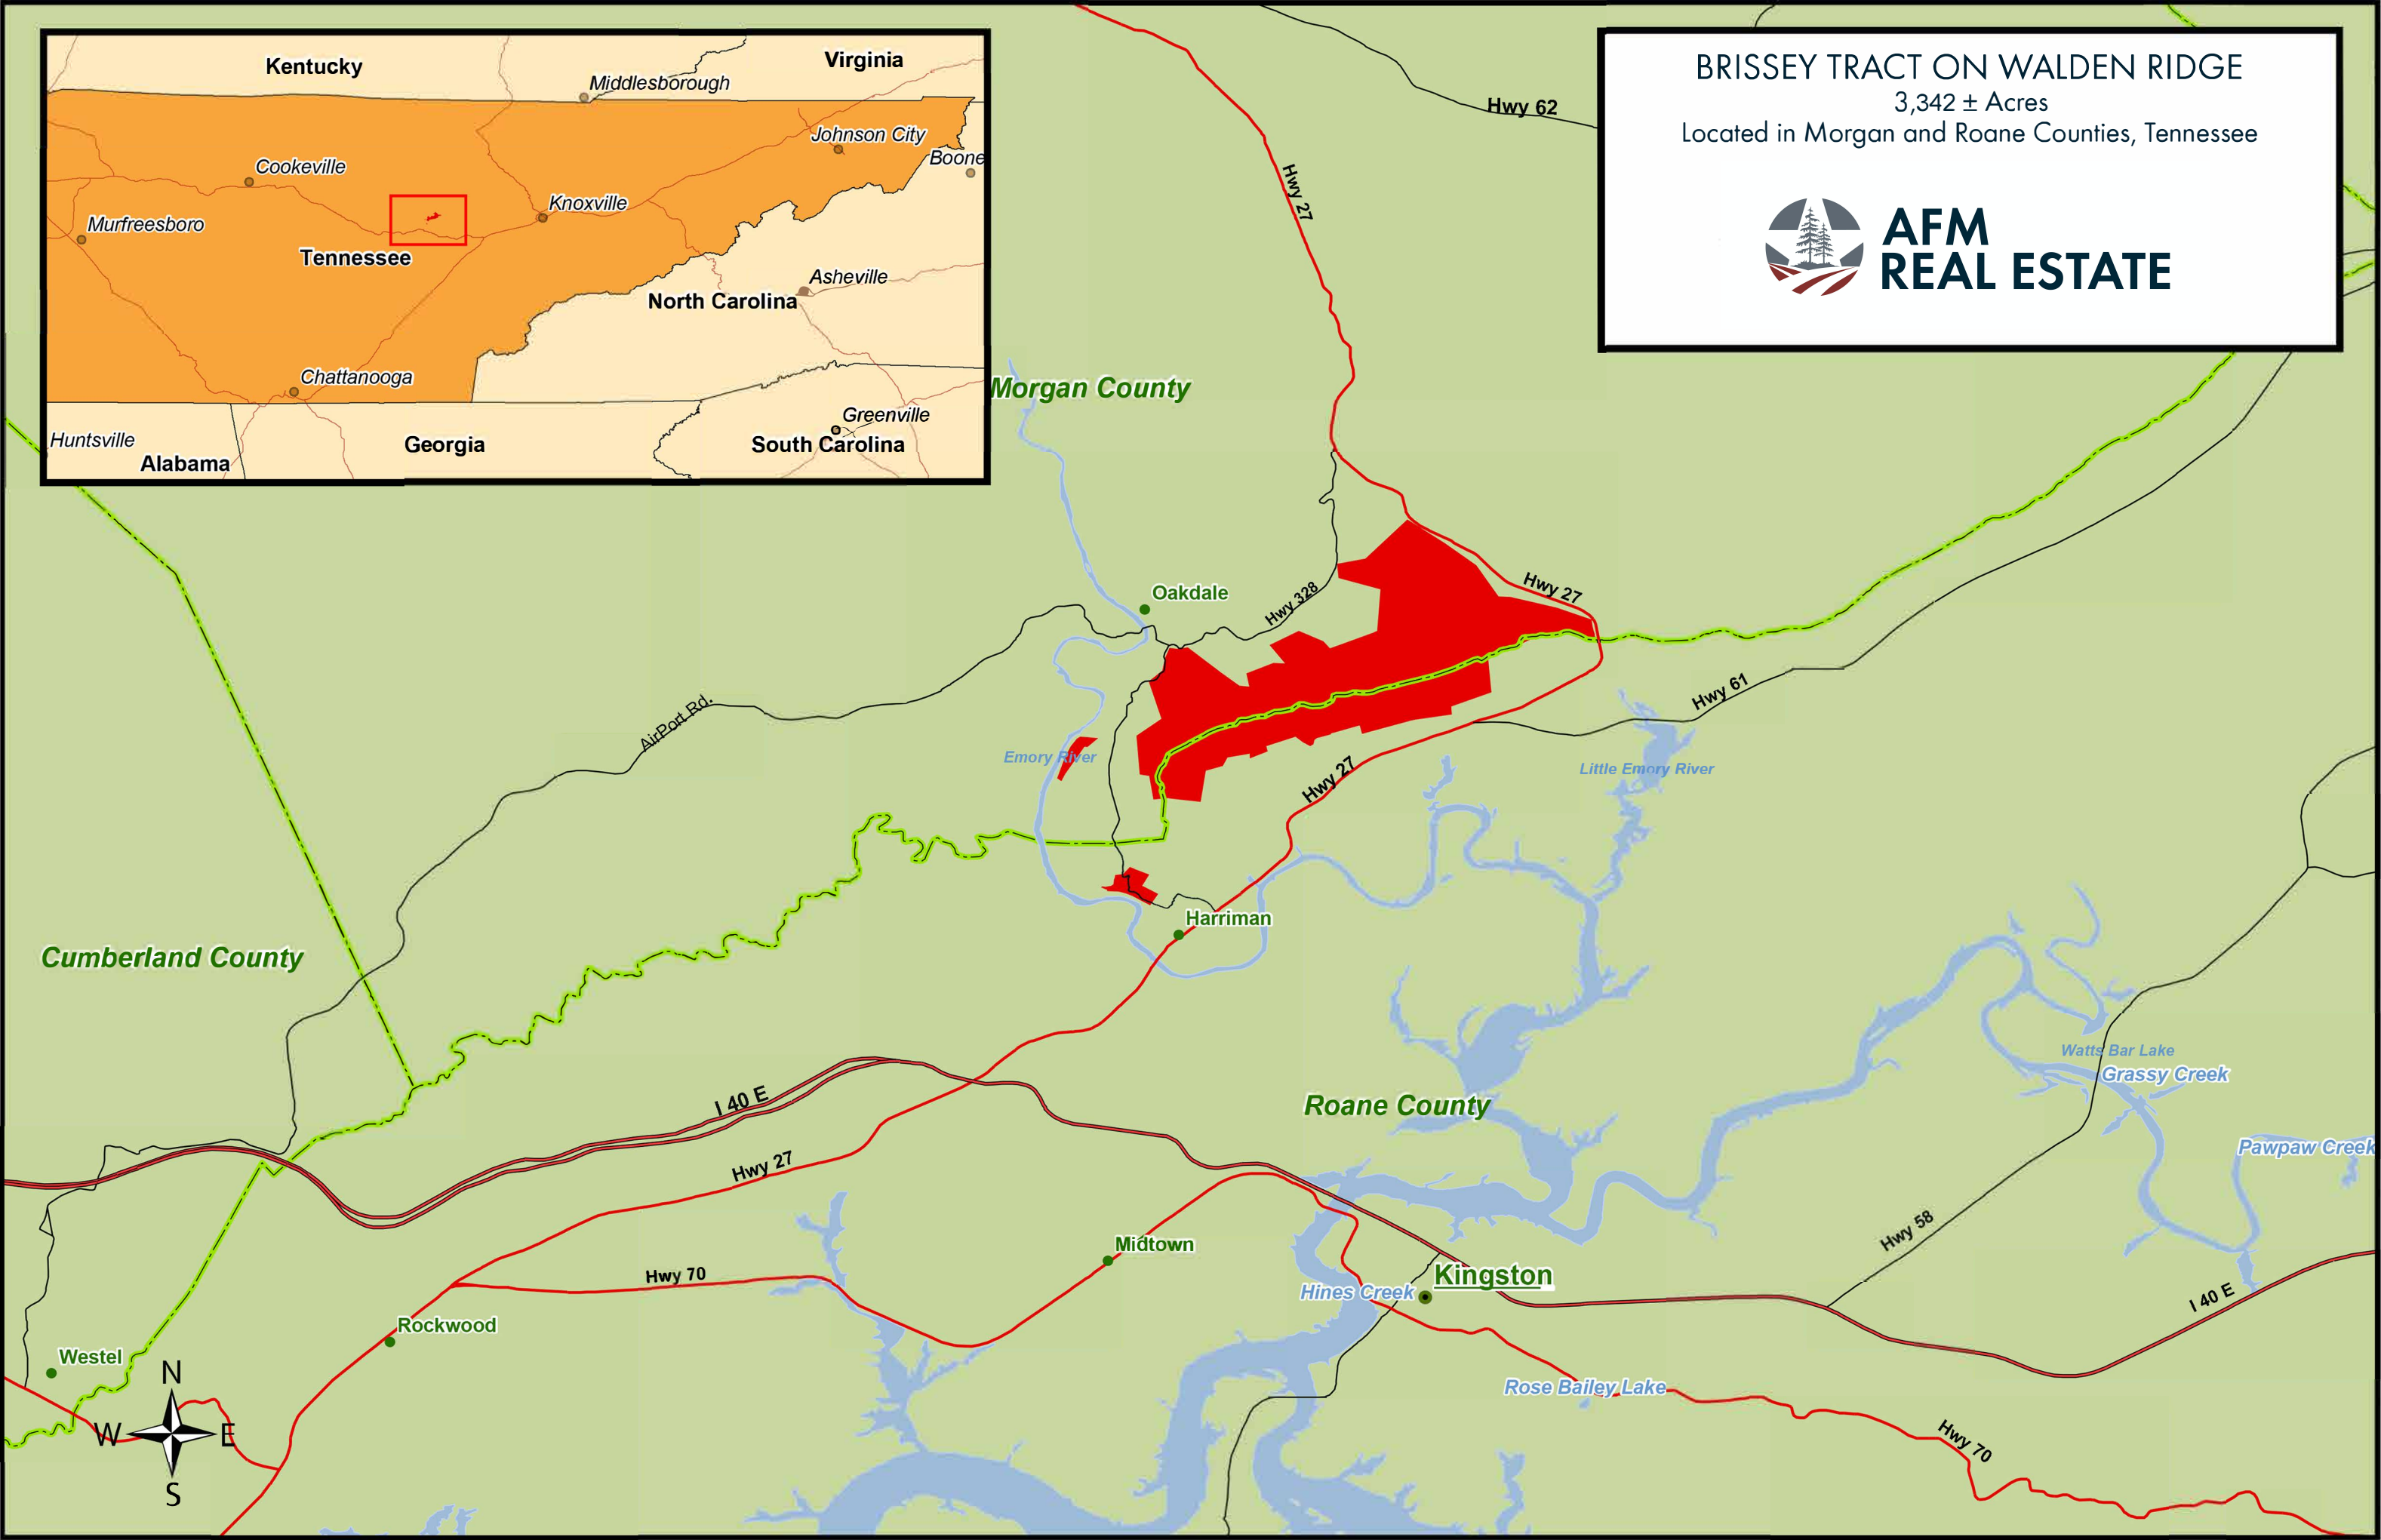 BRISSEY TRACT ON WALDEN RIDGE
3,342 ± Acres
Located in Morgan and Roane Counties, Tennessee
AFM
REAL ESTATE
Kentucky
Virginia
Middlesborough
Johnson City
Boone
Cookeville
Knoxville
Murfreesboro
Tennessee
Asheville
North Carolina
Chattanooga
Greenville
Huntsville
Georgia
South Carolina
Alabama
Hwy 62
Hwy 27
Morgan County
Oakdale
Hwy 328
Hwy 27
AirPort Rd.
Hwy 61
Emory River
Little Emory River
Hwy 27
Harriman
Cumberland County
Watts Bar Lake
Grassy Creek
I 40 E
Roane County
Pawpaw Creek
Hwy 27
Hwy 58
Midtown
Hwy 70
Kingston
Hines Creek
I 40 E
Rockwood
Westel
Rose Bailey Lake
Hwy 70
N
W
E
S